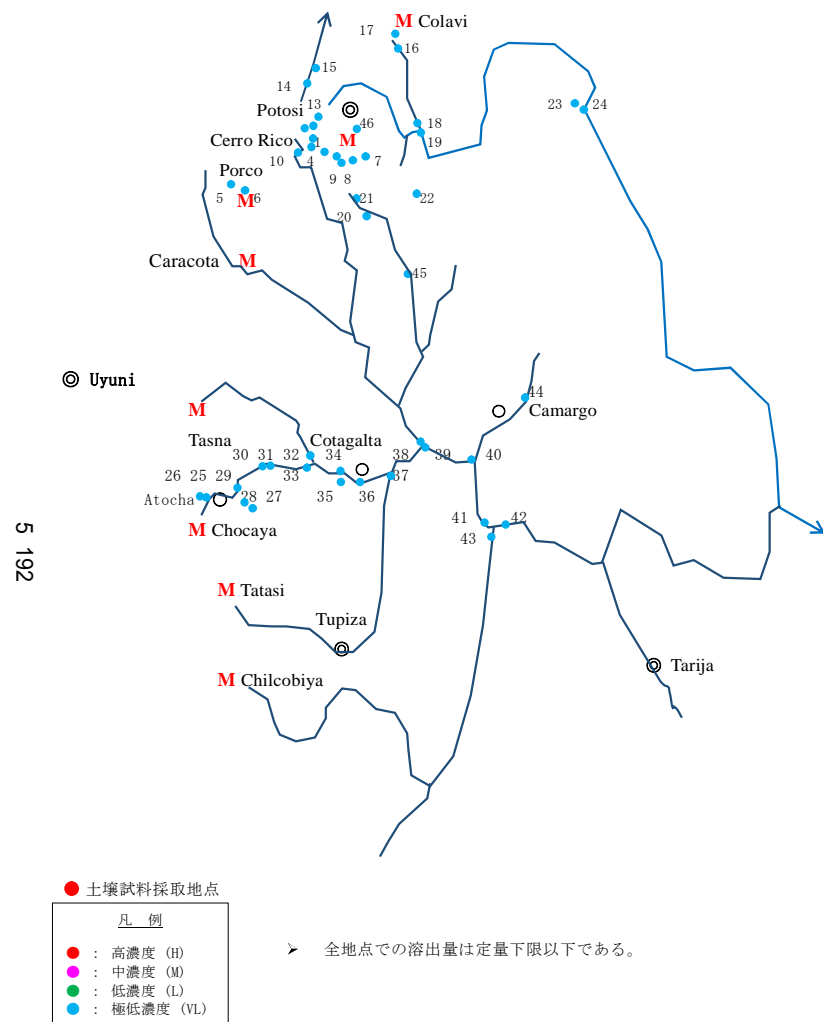 17 M Colavi
16
15
14
13
Potosi
23 24
46
18
19
Cerro Rico 1 M
10 4 7
9 8
Porco
5 6
M
21
22
20
Caracota M
45
Uyuni
M
44
Camargo
Tasna Cotagalta
30 31 32 34 38 39 40
33
26 25 29 35 36 37
Atocha 28 27
M Chocaya
41 42
43
5 192
M Tatasi
Tupiza
Tarija
M Chilcobiya
土壌試料採取地点
凡 例
： 高濃度 (H)
： 中濃度 (M)
： 低濃度 (L)
： 極低濃度 (VL)
➢ 全地点での溶出量は定量下限以下である。